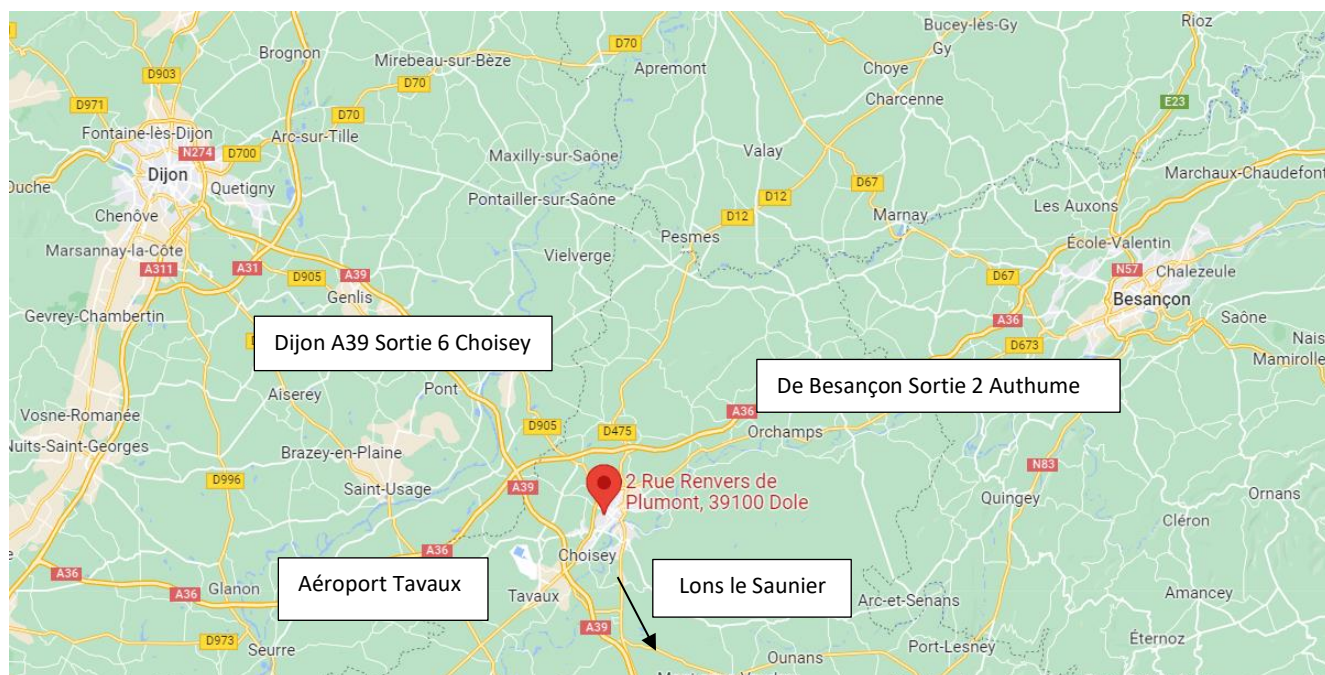 Rioz
Bucey-lès-Gy
Gy
Brognon
D70
Mirebeau-sur-Bèze
Apremont
Choye
D903
D70
Charcenne
E23
D971
D70
Fontaine-lès-Dijon
Arc-sur-Tille
N274
D700
Maxilly-sur-Saône
Valay
Marchaux-Chaudefont
Dijon
Quetigny
D67
Ouche
D12
Les Auxons
Chenôve
Pontailler-sur-Saône
D12
Marnay
Marsannay-la-Côte
Pesmes
École-Valentin
Vielverge
A311
A31
D905
A39
D67
N57
Chalezeule
Genlis
Besançon
Gevrey-Chambertin
A36
Saône
Dijon A39 Sortie 6 Choisey
D673
Nais
Mamirolle
De Besançon Sortie 2 Authume
Pont
Aiserey
Vosne-Romanée
A36
D905
D475
Orchamps
Nuits-Saint-Georges
Brazey-en-Plaine
N83
D996
2 Rue Renvers de
Plumont, 39100 Dole
Saint-Usage
A39
Quingey
Ornans
Cléron
A36
Choisey
A36
Aéroport Tavaux
Lons le Saunier
Glanon
A36
Tavaux
Arc-et-Senans
Amancey
A39
D973
Seurre
Port-Lesney
Éternoz
Ounans